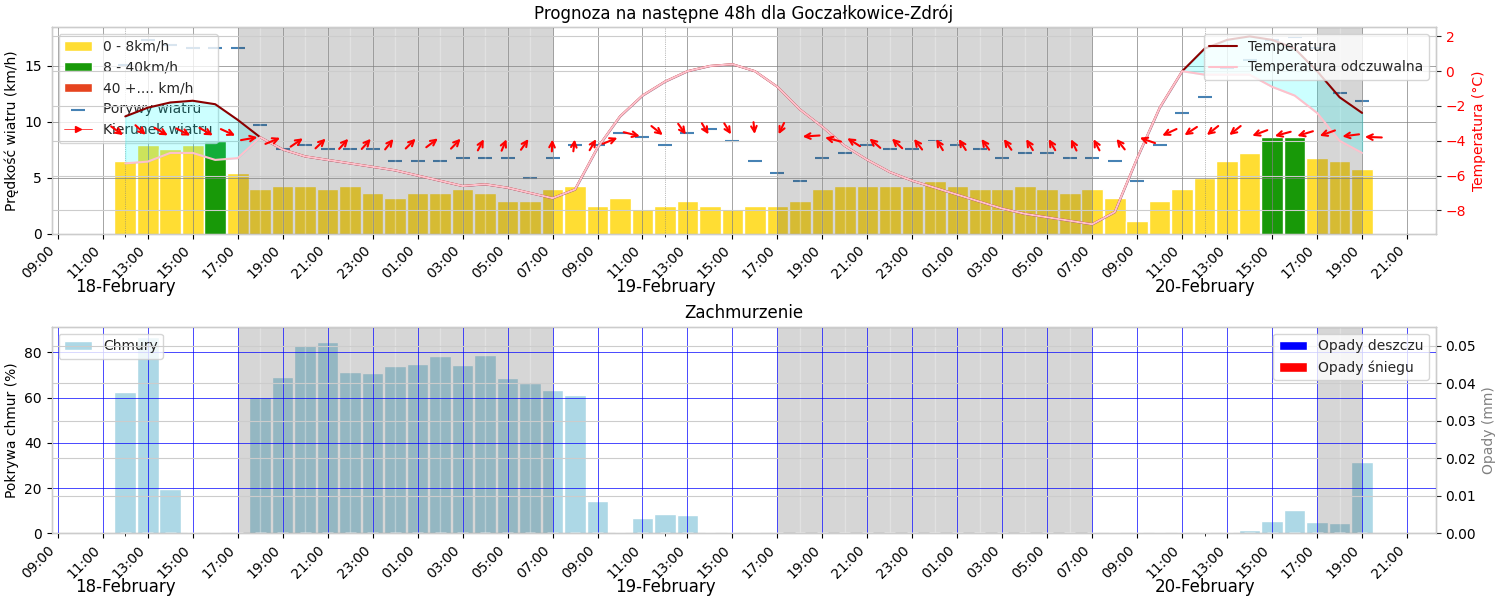 Prognoza na następne 48h dla Goczałkowice-Zdrój
Prędkość wiatru (km/h)
15
10
5
0
0 - 8km/h
8 - 40km/h
40 +.... km/h
Porywy wiatru
Kierunek wiatru
Temperatura
Temperatura odczuwalna
2
0
−2
−4
−6
−8
Temperatura (°C)
09:00 11:00 13:00 15:00 17:00 19:00 21:00 23:00 01:00 03:00 05:00 07:00 09:00 11:00 13:00 15:00 17:00 19:00 21:00 23:00 01:00 03:00 05:00 07:00 09:00 11:00 13:00 15:00 17:00 19:00 21:00
18-February 19-February 20-February
Zachmurzenie
Pokrywa chmur (%)
80
60
40
20
0
Chmury
Opady deszczu
Opady śniegu
0.05
0.04
0.03
0.02
0.01
0.00
Opady (mm)
09:00 11:00 13:00 15:00 17:00 19:00 21:00 23:00 01:00 03:00 05:00 07:00 09:00 11:00 13:00 15:00 17:00 19:00 21:00 23:00 01:00 03:00 05:00 07:00 09:00 11:00 13:00 15:00 17:00 19:00 21:00
18-February 19-February 20-February